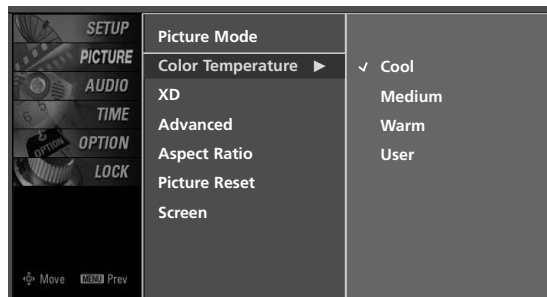 SETUP
PICTURE
AUDIO
TIME
OPTION
LOCK
Move MENU Prev
Picture Mode
Color Temperature ►
XD
Advanced
Aspect Ratio
Picture Reset
Screen
✓ Cool
Medium
Warm
User